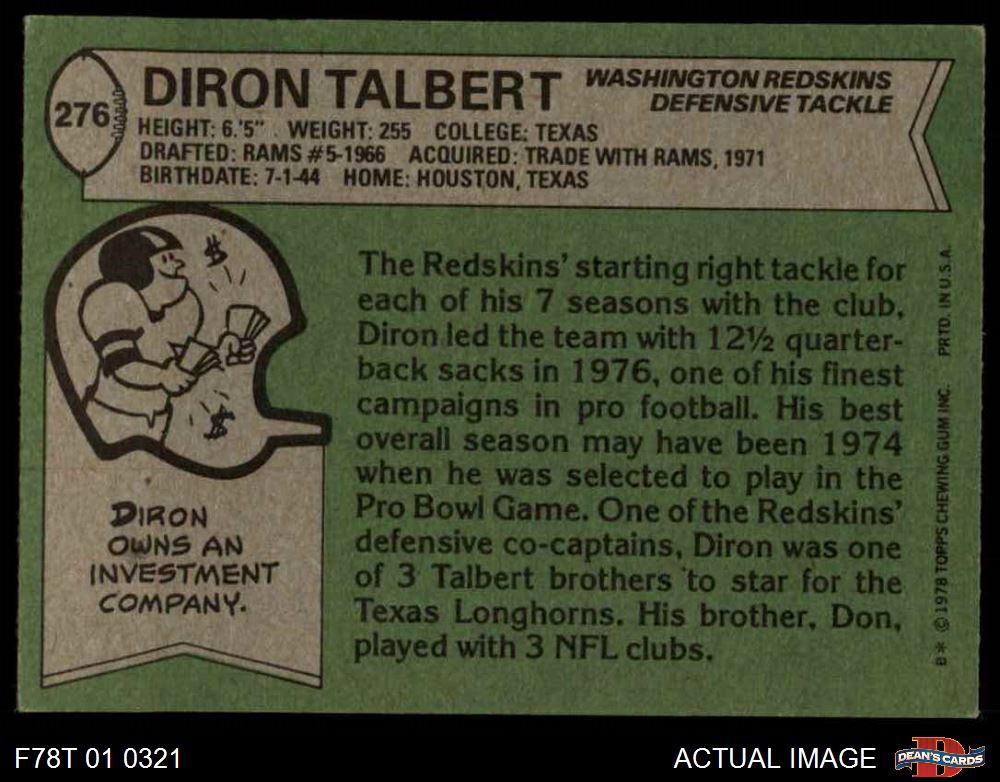 276
DIRON TALBERT
WASHINGTON REDSKINS
DEFENSIVE TACKLE
HEIGHT: 6.'5" WEIGHT: 255 COLLEGE: TEXAS
DRAFTED: RAMS #5-1966 ACQUIRED: TRADE WITH RAMS, 1971
BIRTHDATE: 7-1-44 HOME: HOUSTON, TEXAS
$
$
DIRON
OWNS AN
INVESTMENT
COMPANY.
The Redskins' starting right tackle for
each of his 7 seasons with the club,
Diron led the team with 12½ quarter-
back sacks in 1976, one of his finest
campaigns in pro football. His best
overall season may have been 1974
when he was selected to play in the
Pro Bowl Game. One of the Redskins'
defensive co-captains, Diron was one
of 3 Talbert brothers to star for the
Texas Longhorns. His brother, Don,
played with 3 NFL clubs.
B* © 1978 TOPPS CHEWING GUM INC. PRTD. IN U.S.A.
F78T 01 0321
ACTUAL IMAGE
D
DEAN'S CARDS